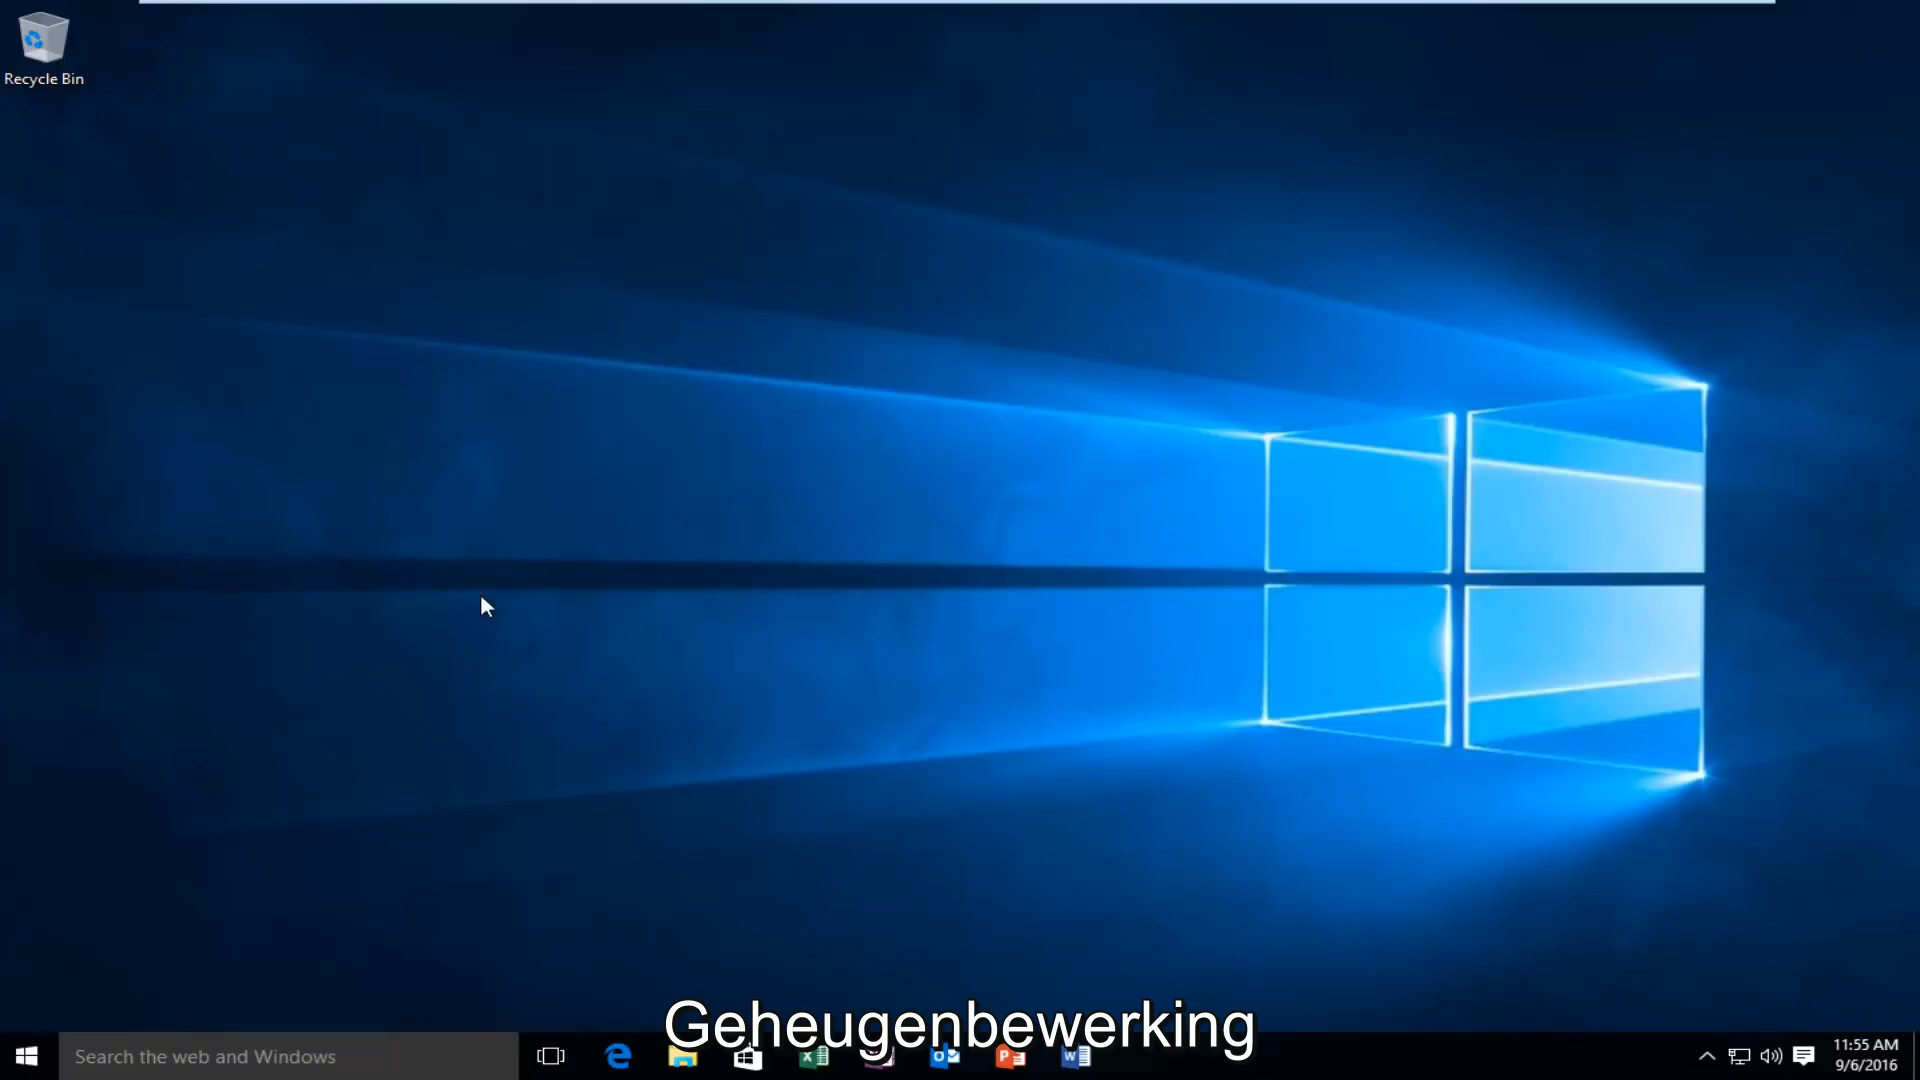 Recycle Bin
Geheugenbewerking
Search the web and Windows
11:55 AM
9/6/2016